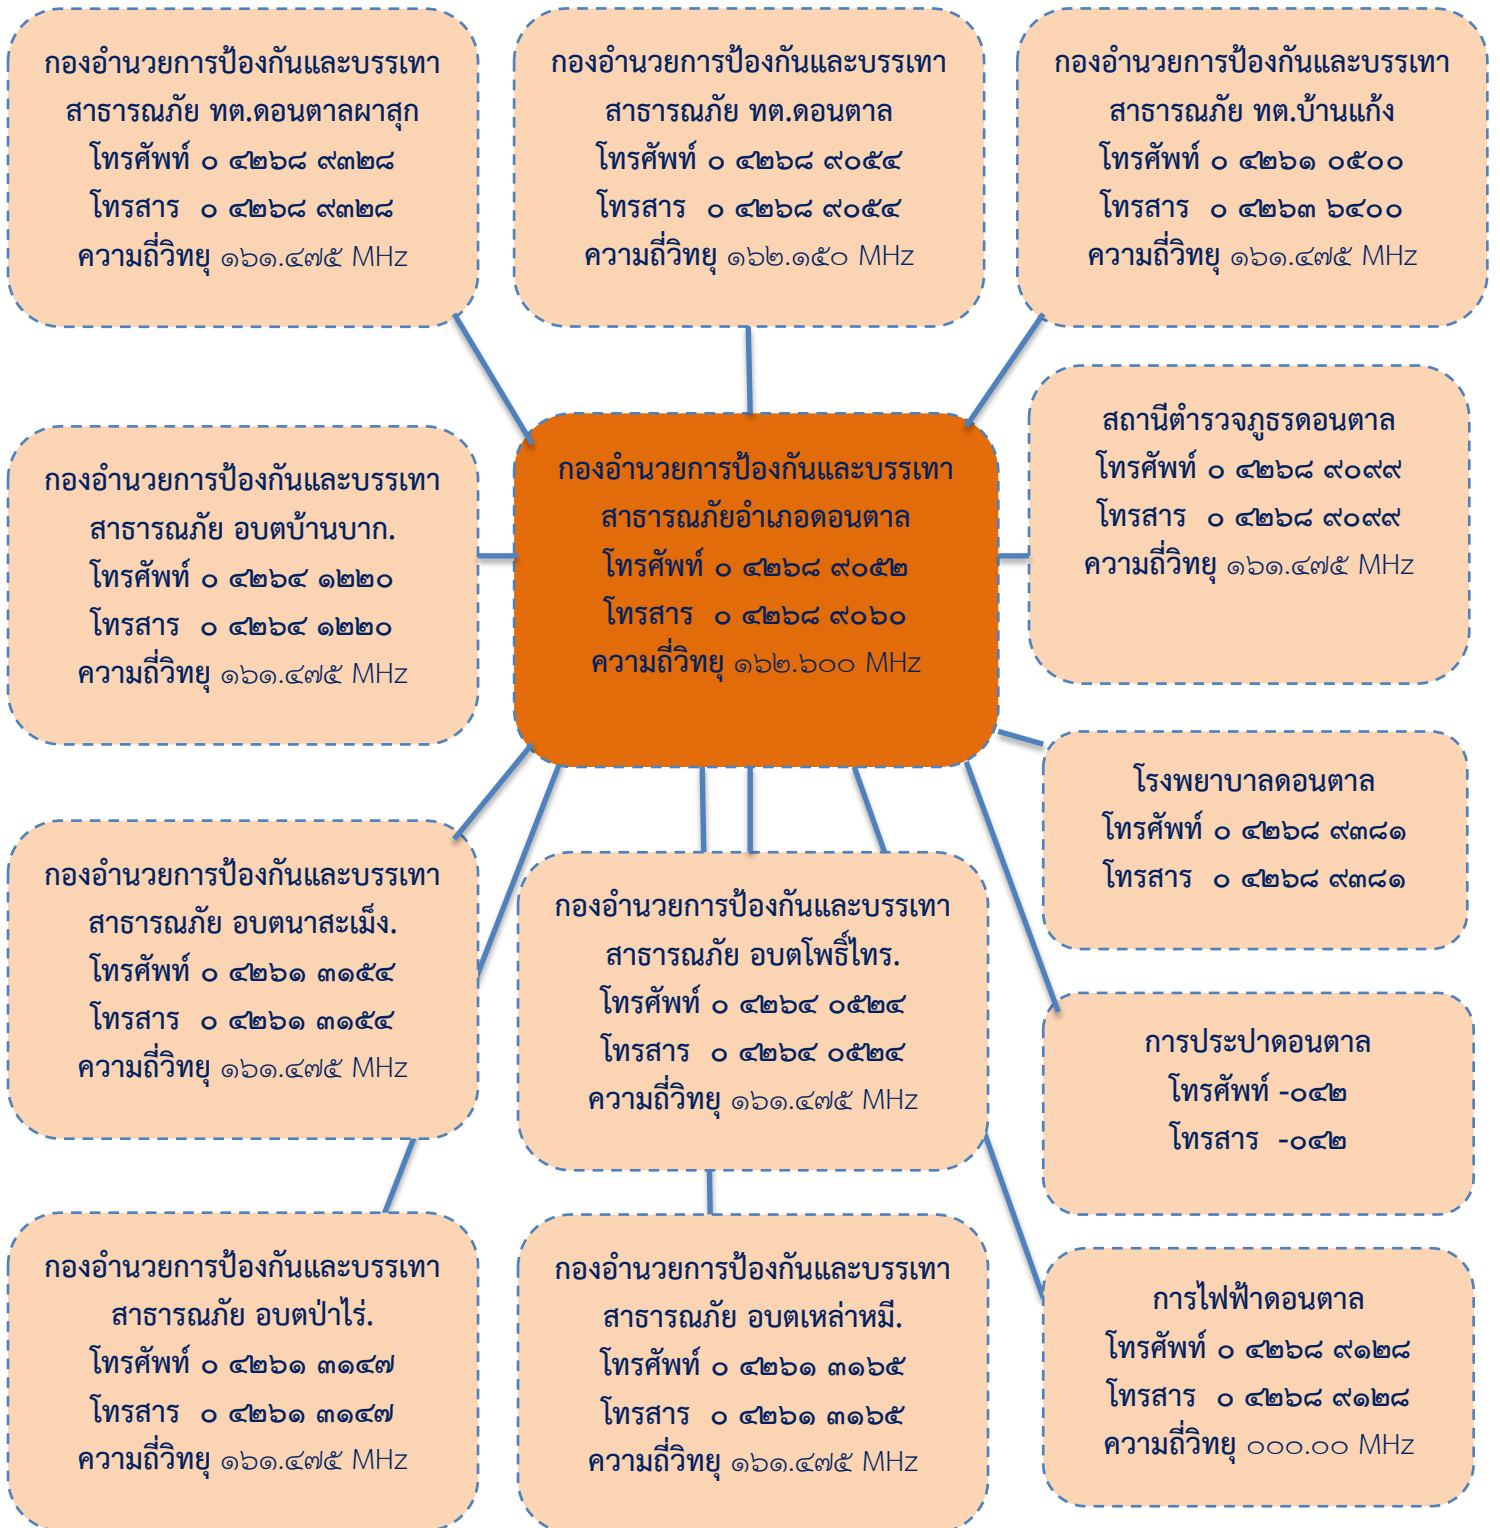 กองอำนวยการป้องกันและบรรเทา
สาธารณภัย ทต.ดอนตาลผาสุก
โทรศัพท์ ๐ ๔๒๖๘ ๙๓๒๘
โทรสาร ๐ ๔๒๖๘ ๙๓๒๘
ความถี่วิทยุ ๑๖๑.๔๗๕ MHz
กองอำนวยการป้องกันและบรรเทา
สาธารณภัย ทต.ดอนตาล
โทรศัพท์ ๐ ๔๒๖๘ ๙๐๕๔
โทรสาร ๐ ๔๒๖๘ ๙๐๕๔
ความถี่วิทยุ ๑๖๒.๑๕๐ MHz
กองอำนวยการป้องกันและบรรเทา
สาธารณภัย ทต.บ้านแก้ง
โทรศัพท์ ๐ ๔๒๖๑ ๐๕๐๐
โทรสาร ๐ ๔๒๖๓ ๖๔๐๐
ความถี่วิทยุ ๑๖๑.๔๗๕ MHz
กองอำนวยการป้องกันและบรรเทา
สาธารณภัย อบตบ้านบาก.
โทรศัพท์ ๐ ๔๒๖๔ ๑๒๒๐
โทรสาร ๐ ๔๒๖๔ ๑๒๒๐
ความถี่วิทยุ ๑๖๑.๔๗๕ MHz
กองอำนวยการป้องกันและบรรเทา
สาธารณภัยอำเภอดอนตาล
โทรศัพท์ ๐ ๔๒๖๘ ๙๐๕๒
โทรสาร ๐ ๔๒๖๘ ๙๐๖๐
ความถี่วิทยุ ๑๖๒.๖๐๐ MHz
สถานีตำรวจภูธรดอนตาล
โทรศัพท์ ๐ ๔๒๖๘ ๙๐๙๙
โทรสาร ๐ ๔๒๖๘ ๙๐๙๙
ความถี่วิทยุ ๑๖๑.๔๗๕ MHz
โรงพยาบาลดอนตาล
โทรศัพท์ ๐ ๔๒๖๘ ๙๓๘๑
โทรสาร ๐ ๔๒๖๘ ๙๓๘๑
กองอำนวยการป้องกันและบรรเทา
สาธารณภัย อบตนาสะเม็ง.
โทรศัพท์ ๐ ๔๒๖๑ ๓๑๕๔
โทรสาร ๐ ๔๒๖๑ ๓๑๕๔
ความถี่วิทยุ ๑๖๑.๔๗๕ MHz
กองอำนวยการป้องกันและบรรเทา
สาธารณภัย อบตโพธิ์ไทร.
โทรศัพท์ ๐ ๔๒๖๔ ๐๕๒๔
โทรสาร ๐ ๔๒๖๔ ๐๕๒๔
ความถี่วิทยุ ๑๖๑.๔๗๕ MHz
การประปาดอนตาล
โทรศัพท์ -๐๔๒
โทรสาร -๐๔๒
กองอำนวยการป้องกันและบรรเทา
สาธารณภัย อบตป่าไร่.
โทรศัพท์ ๐ ๔๒๖๑ ๓๑๔๗
โทรสาร ๐ ๔๒๖๑ ๓๑๔๗
ความถี่วิทยุ ๑๖๑.๔๗๕ MHz
กองอำนวยการป้องกันและบรรเทา
สาธารณภัย อบตเหล่าหมี.
โทรศัพท์ ๐ ๔๒๖๑ ๓๑๖๕
โทรสาร ๐ ๔๒๖๑ ๓๑๖๕
ความถี่วิทยุ ๑๖๑.๔๗๕ MHz
การไฟฟ้าดอนตาล
โทรศัพท์ ๐ ๔๒๖๘ ๙๑๒๘
โทรสาร ๐ ๔๒๖๘ ๙๑๒๘
ความถี่วิทยุ ๐๐๐.๐๐ MHz